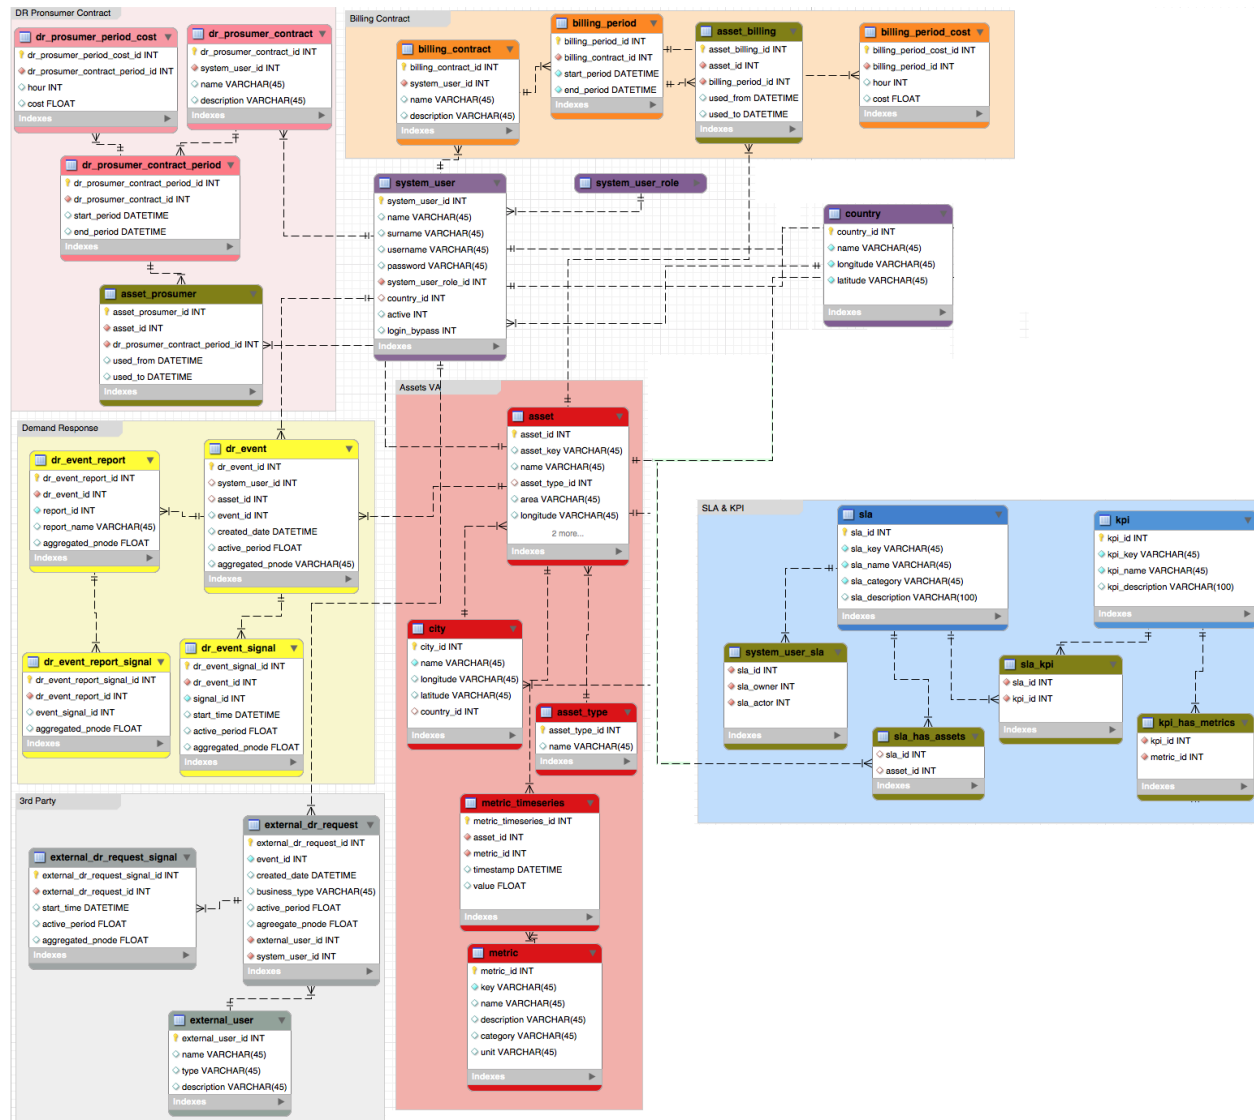 DR Pronsumer Contract
dr_prosumer_period_cost
dr_prosumer_period_cost_id INT
dr_prosumer_contract_period_id INT
hour INT
cost FLOAT
Indexes
dr_prosumer_contract
dr_prosumer_contract_id INT
system_user_id INT
name VARCHAR(45)
description VARCHAR(45)
Indexes
dr_prosumer_contract_period
dr_prosumer_contract_period_id INT
dr_prosumer_contract_id INT
start_period DATETIME
end_period DATETIME
Indexes
asset_prosumer
asset_prosumer_id INT
asset_id INT
dr_prosumer_contract_period_id INT
used_from DATETIME
used_to DATETIME
Indexes
Billing Contract
billing_contract
billing_contract_id INT
system_user_id INT
name VARCHAR(45)
description VARCHAR(45)
Indexes
billing_period
billing_period_id INT
billing_contract_id INT
start_period DATETIME
end_period DATETIME
Indexes
asset_billing
asset_billing_id INT
asset_id INT
billing_period_id INT
used_from DATETIME
used_to DATETIME
Indexes
billing_period_cost
billing_period_cost_id INT
billing_period_id INT
hour INT
cost FLOAT
Indexes
system_user
system_user_id INT
name VARCHAR(45)
surname VARCHAR(45)
username VARCHAR(45)
password VARCHAR(45)
system_user_role_id INT
country_id INT
active INT
login_bypass INT
Indexes
system_user_role
country
country_id INT
name VARCHAR(45)
longitude VARCHAR(45)
latitude VARCHAR(45)
Indexes
Demand Response
dr_event_report
dr_event_report_id INT
dr_event_id INT
report_id INT
report_name VARCHAR(45)
aggregated_pnode FLOAT
Indexes
dr_event
dr_event_id INT
system_user_id INT
asset_id INT
event_id INT
created_date DATETIME
active_period FLOAT
aggregated_pnode VARCHAR(45)
Indexes
dr_event_report_signal
dr_event_report_signal_id INT
dr_event_report_id INT
event_signal_id INT
aggregated_pnode FLOAT
Indexes
dr_event_signal
dr_event_signal_id INT
dr_event_id INT
signal_id INT
start_time DATETIME
active_period FLOAT
aggregated_pnode FLOAT
Indexes
Assets VA
asset
asset_id INT
asset_key VARCHAR(45)
name VARCHAR(45)
asset_type_id INT
area VARCHAR(45)
longitude VARCHAR(45)
2 more...
Indexes
city
city_id INT
name VARCHAR(45)
longitude VARCHAR(45)
latitude VARCHAR(45)
country_id INT
Indexes
asset_type
asset_type_id INT
name VARCHAR(45)
Indexes
metric_timeseries
metric_timeseries_id INT
asset_id INT
metric_id INT
timestamp DATETIME
value FLOAT
Indexes
metric
metric_id INT
key VARCHAR(45)
name VARCHAR(45)
description VARCHAR(45)
category VARCHAR(45)
unit VARCHAR(45)
Indexes
SLA & KPI
sla
sla_id INT
sla_key VARCHAR(45)
sla_name VARCHAR(45)
sla_category VARCHAR(45)
sla_description VARCHAR(100)
Indexes
kpi
kpi_id INT
kpi_key VARCHAR(45)
kpi_name VARCHAR(45)
kpi_description VARCHAR(100)
Indexes
system_user_sla
sla_id INT
sla_owner INT
sla_actor INT
Indexes
sla_kpi
sla_id INT
kpi_id INT
Indexes
sla_has_assets
sla_id INT
asset_id INT
Indexes
kpi_has_metrics
kpi_id INT
metric_id INT
Indexes
3rd Party
external_dr_request_signal
external_dr_request_signal_id INT
external_dr_request_id INT
start_time DATETIME
active_period FLOAT
aggregated_pnode FLOAT
Indexes
external_dr_request
external_dr_request_id INT
event_id INT
created_date DATETIME
business_type VARCHAR(45)
active_period FLOAT
agreegate_pnode FLOAT
external_user_id INT
system_user_id INT
Indexes
external_user
external_user_id INT
name VARCHAR(45)
type VARCHAR(45)
description VARCHAR(45)
Indexes